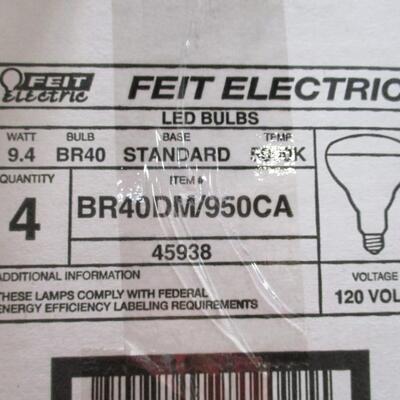 FEIT electric
FEIT ELECTRIC
LED BULBS
WATT BULB BASE TEMP
9.4 BR40 STANDARD
QUANTITY
4
ITEM #
BR40DM/950CA
45938
ADDITIONAL INFORMATION
THESE LAMPS COMPLY WITH FEDERAL
ENERGY EFFICIENCY LABELING REQUIREMENTS
VOLTAGE
120 VOL